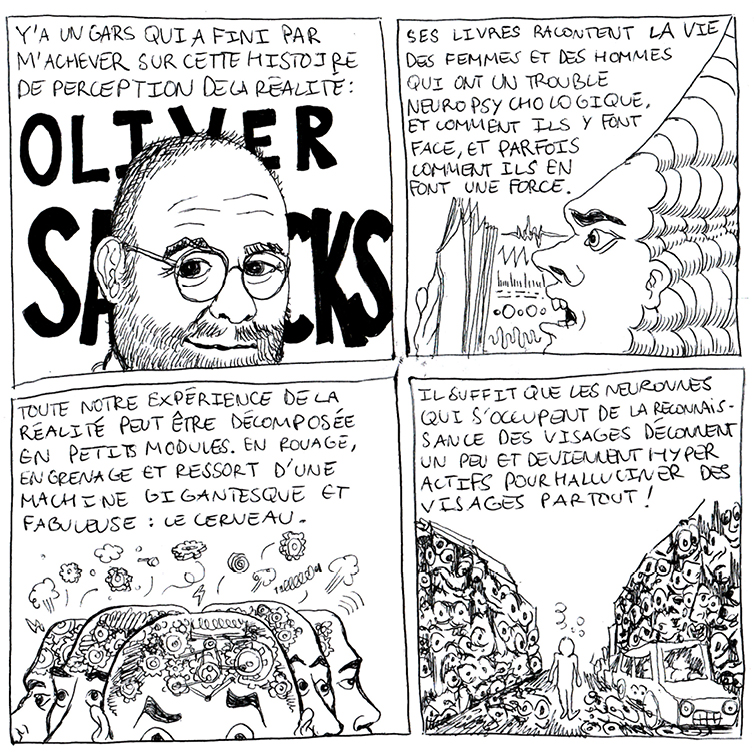 Y'A UN GARS QUI A FINI PAR
M'ACHEVER SUR CETTE HISTOIRE
DE PERCEPTION DE LA RÉALITÉ :
OLIVER
SACKS
SES LIVRES RACONTENT LA VIE
DES FEMMES ET DES HOMMES
QUI ONT UN TROUBLE
NEUROPSYCHOLOGIQUE,
ET COMMENT ILS Y FONT
FACE, ET PARFOIS
COMMENT ILS EN
FONT UNE FORCE.
TOUTE NOTRE EXPÉRIENCE DE LA
RÉALITÉ PEUT ÊTRE DÉCOMPOSÉE
EN PETITS MODULES. EN ROUAGE,
ENGRENAGE ET RESSORT D'UNE
MACHINE GIGANTESQUE ET
FABULEUSE : LE CERVEAU.
IL SUFFIT QUE LES NEURONNES
QUI S'OCCUPENT DE LA RECONNAIS-
SANCE DES VISAGES DÉCONNENT
UN PEU ET DEVIENNENT HYPER
ACTIFS POUR HALLUCINER DES
VISAGES PARTOUT !